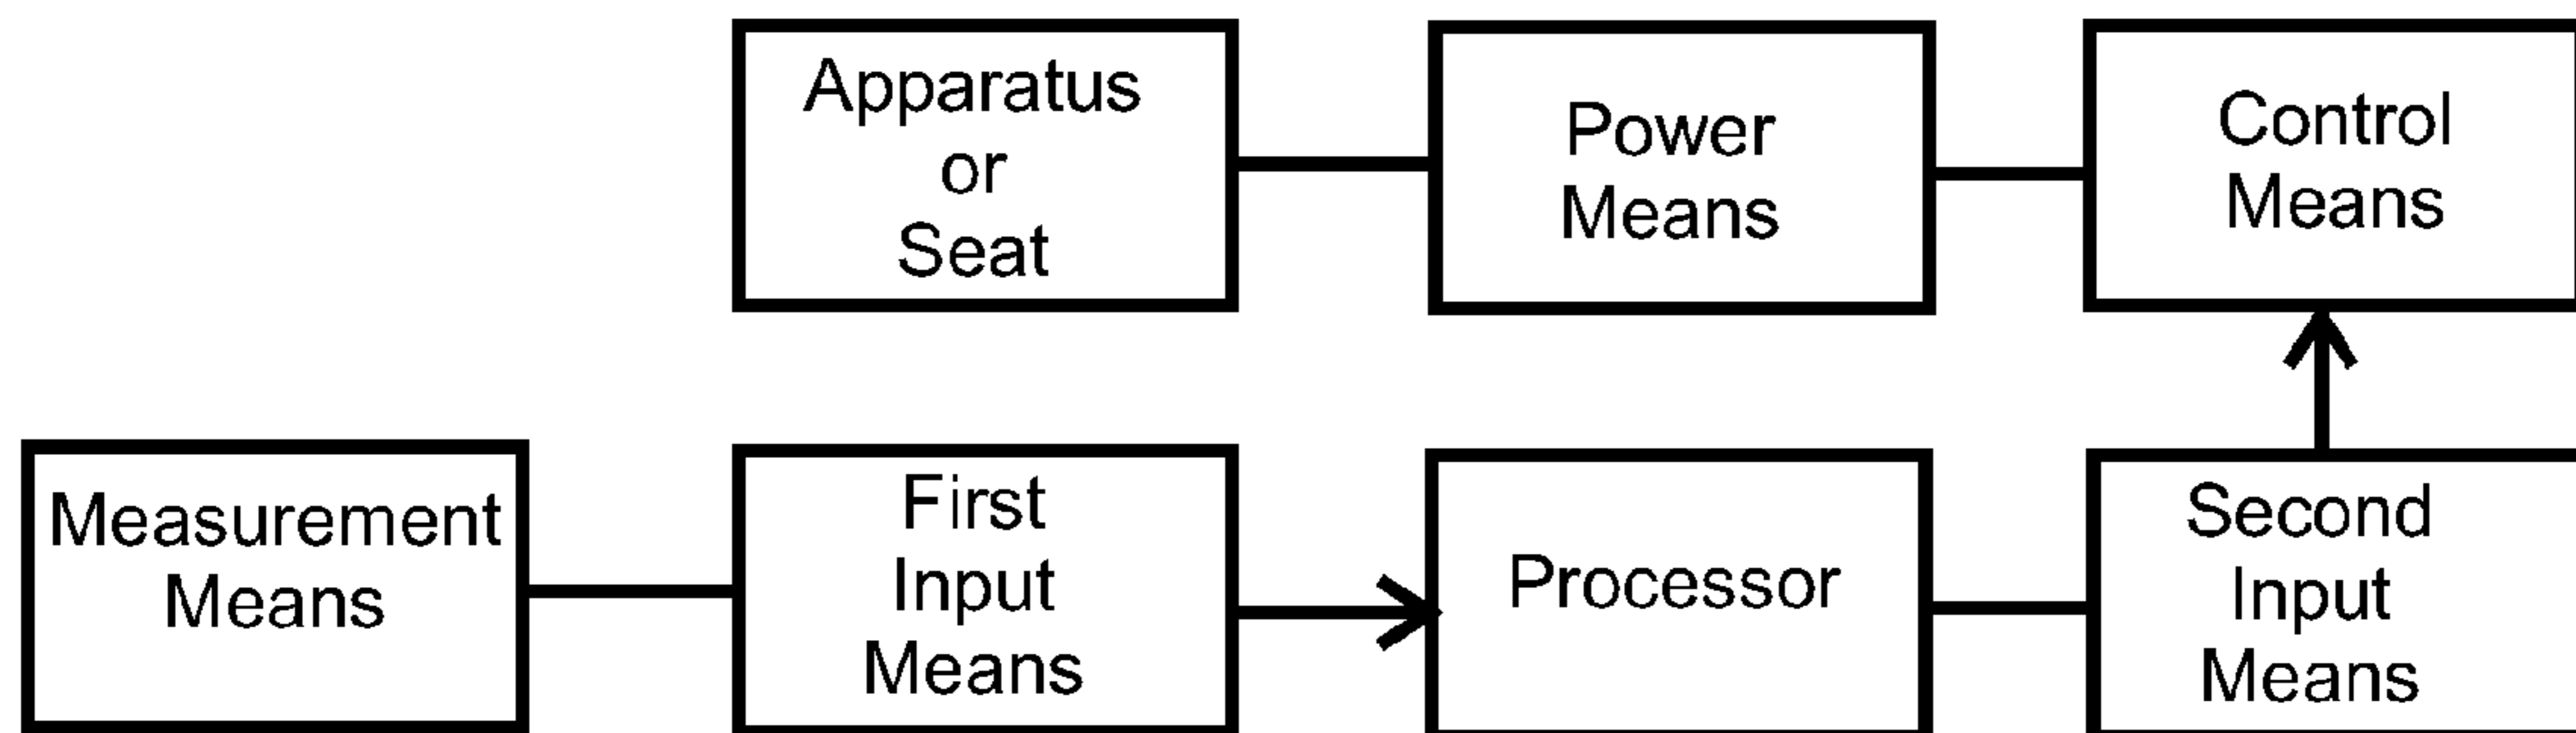 Apparatus
or
Seat
Power
Means
Control
Means
Measurement
Means
First
Input
Means
Processor
Second
Input
Means